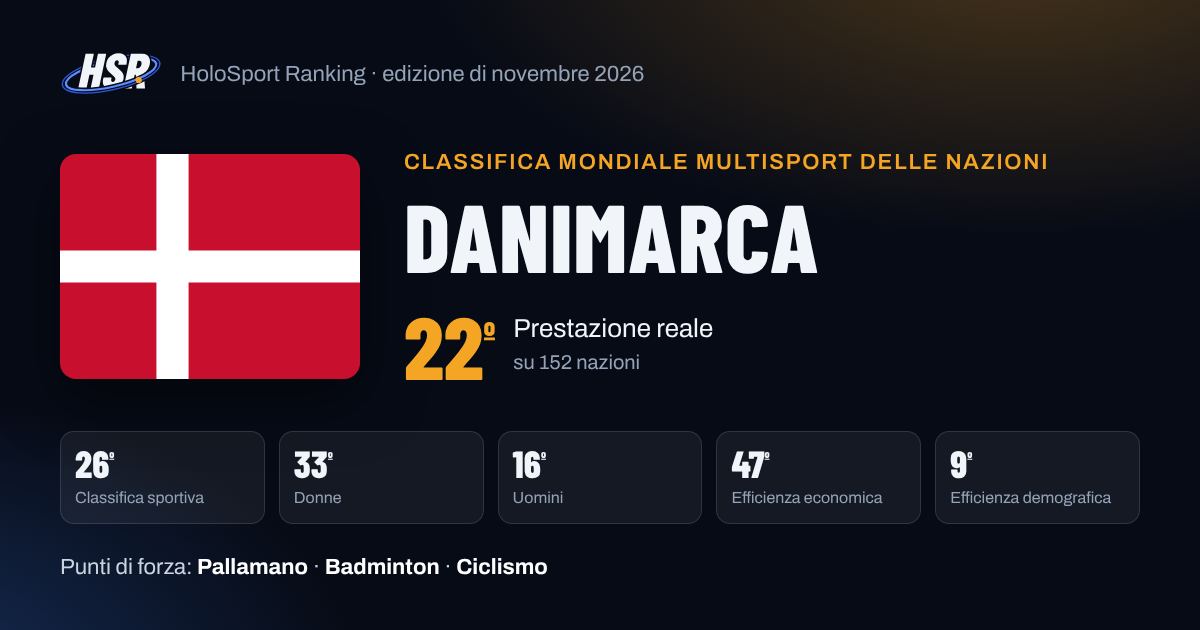 HSR
HoloSport Ranking · edizione di novembre 2026
CLASSIFICA MONDIALE MULTISPORT DELLE NAZIONI
DANIMARCA
22º
Prestazione reale
su 152 nazioni
26º
Classifica sportiva
33º
Donne
16º
Uomini
47º
Efficienza economica
9º
Efficienza demografica
Punti di forza: Pallamano · Badminton · Ciclismo